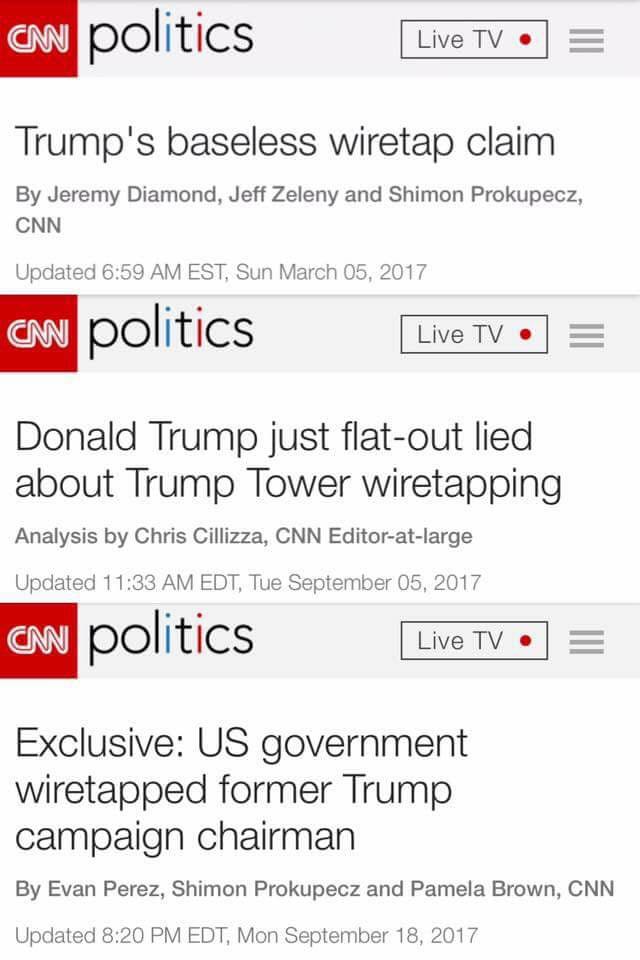 CNN politics Live TV
Trump's baseless wiretap claim
By Jeremy Diamond, Jeff Zeleny and Shimon Prokupecz,
CNN
Updated 6:59 AM EST, Sun March 05, 2017
CNN politics Live TV
Donald Trump just flat-out lied
about Trump Tower wiretapping
Analysis by Chris Cillizza, CNN Editor-at-large
Updated 11:33 AM EDT, Tue September 05, 2017
CNN politics Live TV
Exclusive: US government
wiretapped former Trump
campaign chairman
By Evan Perez, Shimon Prokupecz and Pamela Brown, CNN
Updated 8:20 PM EDT, Mon September 18, 2017